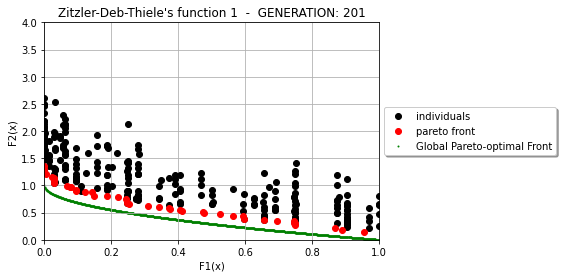 Zitzler-Deb-Thiele's function 1 - GENERATION: 201
4.0
3.5
3.0
2.5
2.0
1.5
1.0
0.5
0.0
F2(x)
0.0 0.2 0.4 0.6 0.8 1.0
F1(x)
individuals
pareto front
Global Pareto-optimal Front